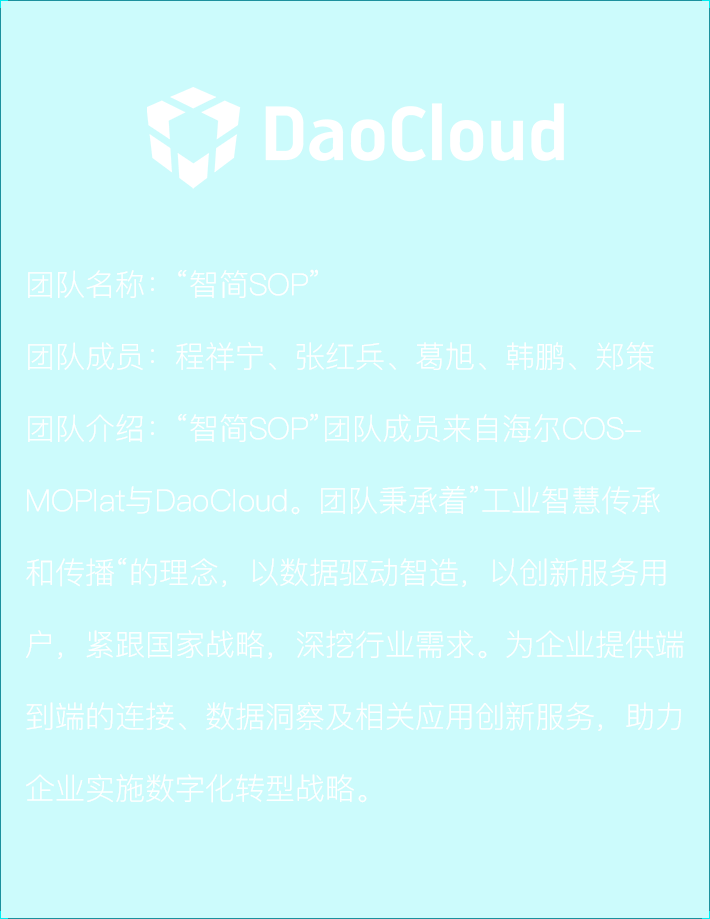 DaoCloud
团队名称：“智简SOP”
团队成员：程祥宁、张红兵、葛旭、韩鹏、郑策
团队介绍：“智简SOP”团队成员来自海尔COS-
MOPlat与DaoCloud。团队秉承着”工业智慧传承
和传播“的理念，以数据驱动智造，以创新服务用
户，紧跟国家战略，深挖行业需求。为企业提供端
到端的连接、数据洞察及相关应用创新服务，助力
企业实施数字化转型战略。